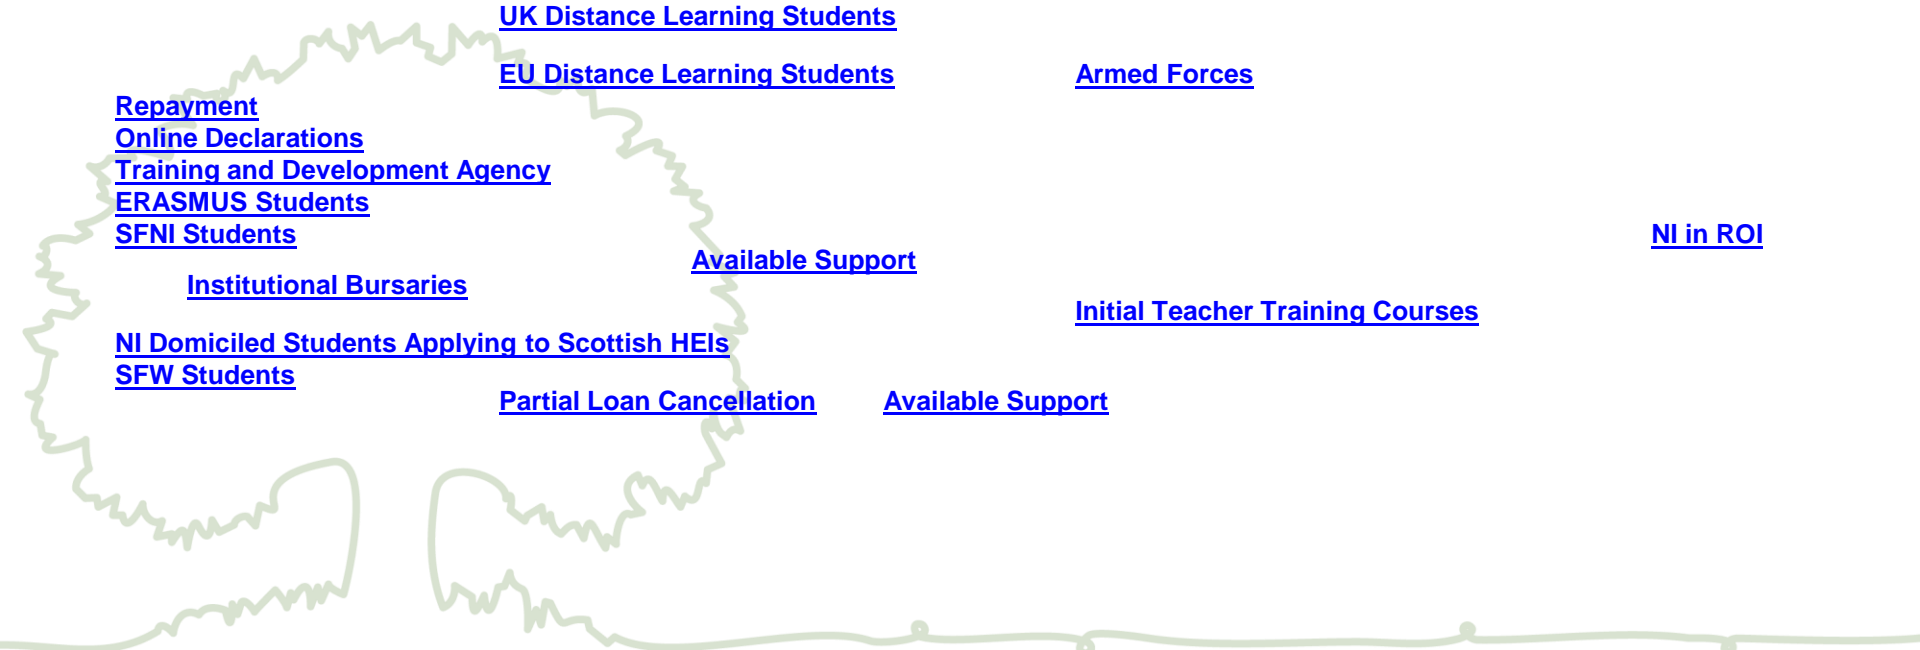 UK Distance Learning Students
EU Distance Learning Students Armed Forces
Repayment
Online Declarations
Training and Development Agency
ERASMUS Students
SFNI Students NI in ROI
Available Support
Institutional Bursaries
Initial Teacher Training Courses
NI Domiciled Students Applying to Scottish HEIs
SFW Students
Partial Loan Cancellation Available Support